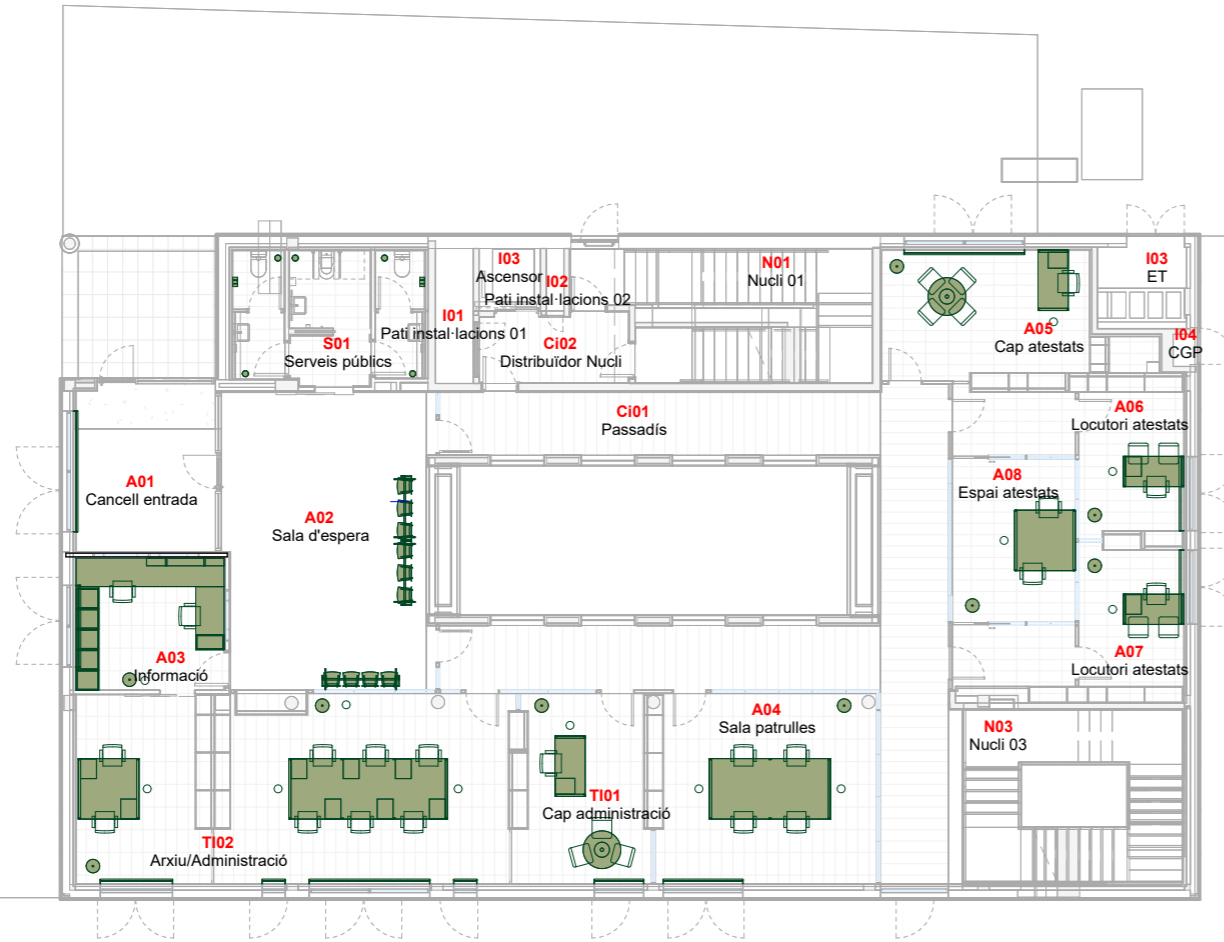 I03
Ascensor
I02
Patí instal·lacions 02
N01
Nucli 01
I03
ET
I01
Patí instal·lacions 01
S01
Serveis públics
Ci02
Distribuïdor Nucli
A05
Cap atestats
I04
CGP
Ci01
Passadís
A06
Locutori atestats
A01
Cancell entrada
A02
Sala d'espera
A08
Espai atestats
A03
Informació
A07
Locutori atestats
A04
Sala patrulles
N03
Nucli 03
TI01
Cap administració
TI02
Arxiu/Administració